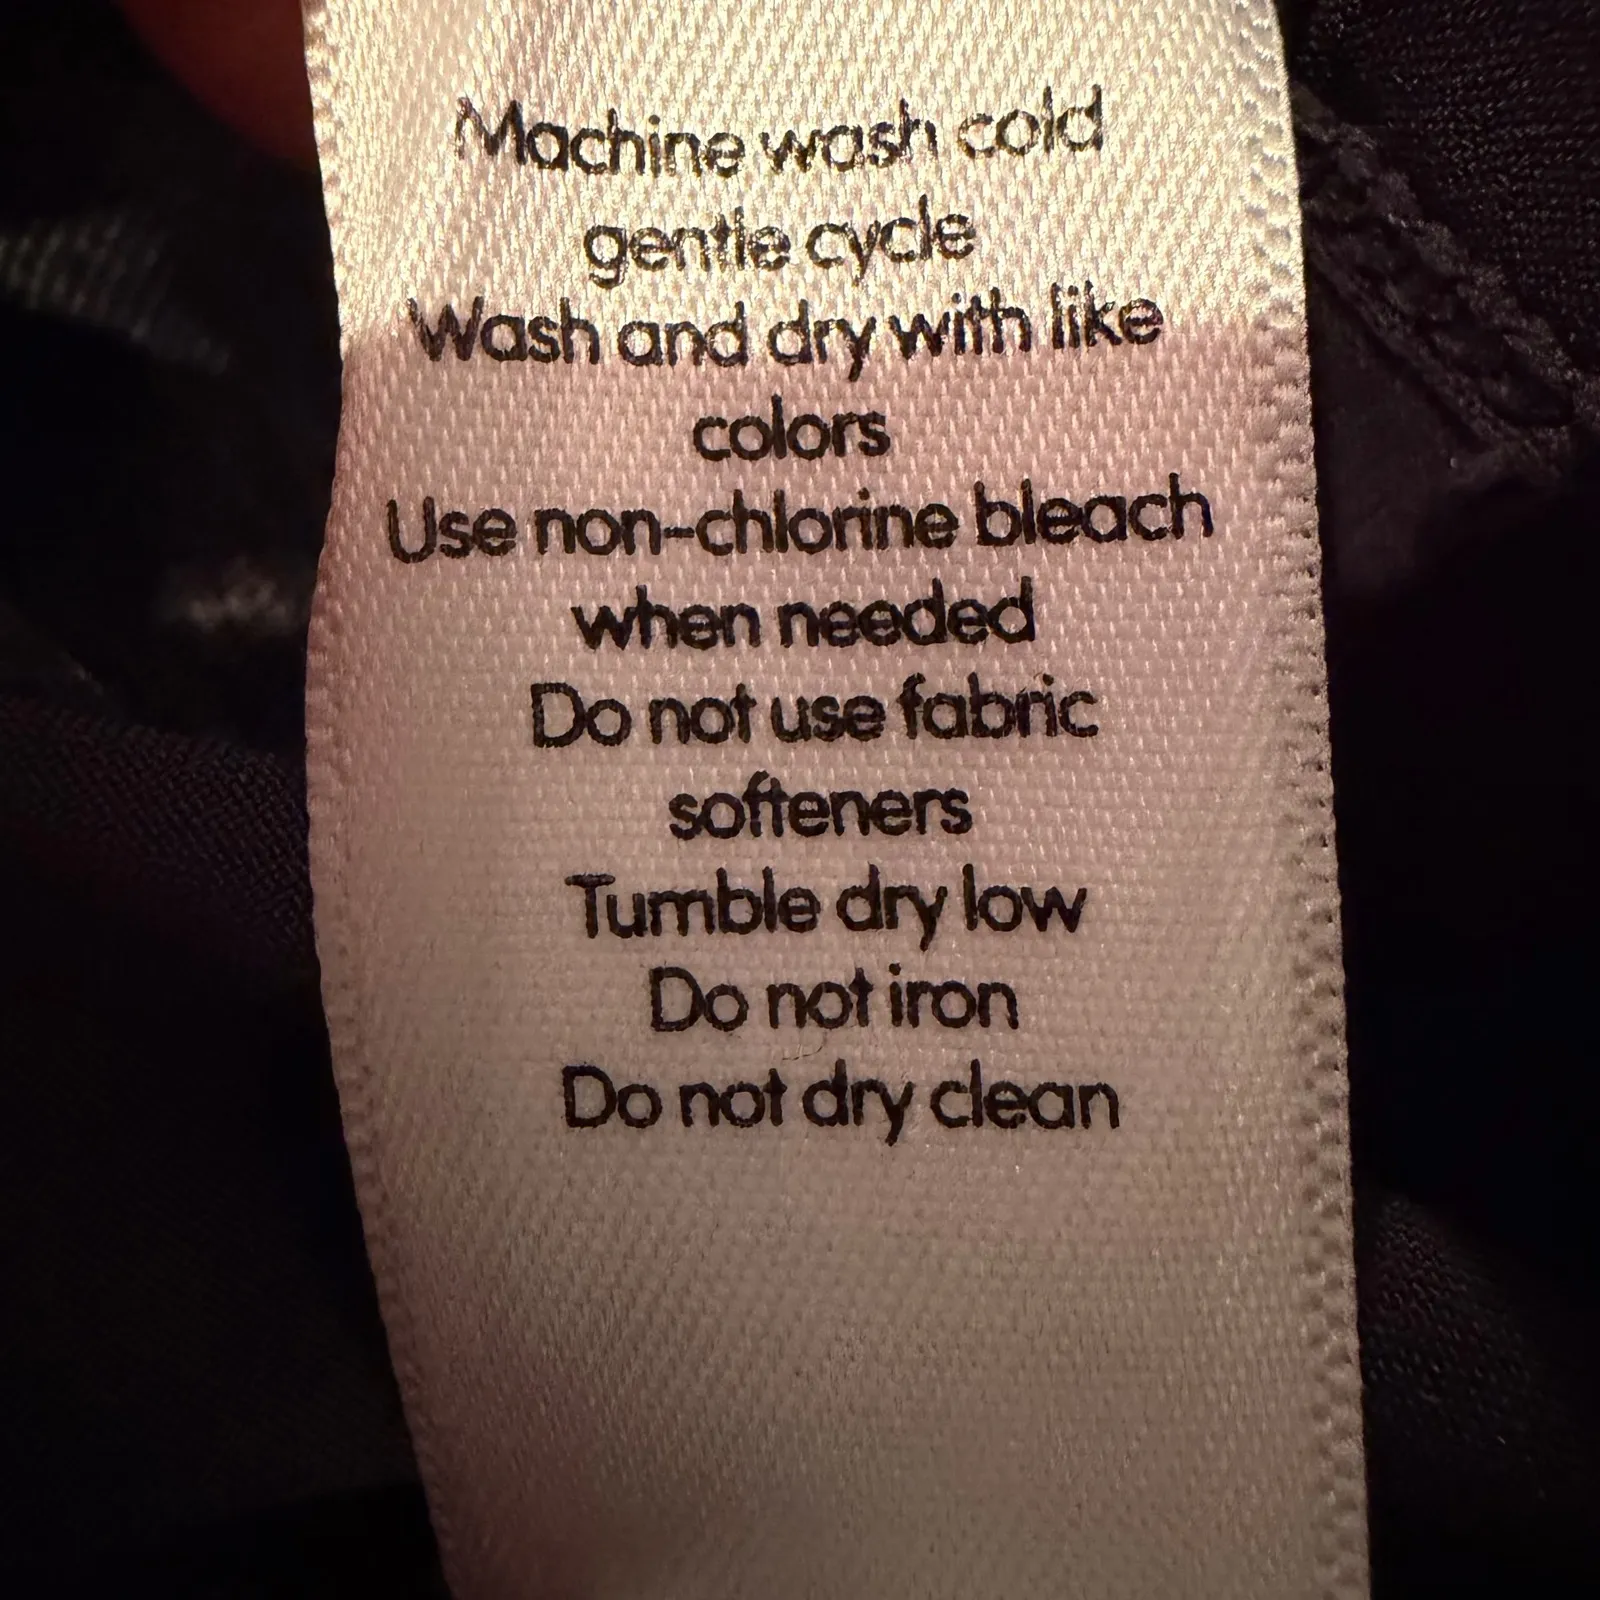 Machine wash cold
gentle cycle
Wash and dry with like
colors
Use non-chlorine bleach
when needed
Do not use fabric
softeners
Tumble dry low
Do not iron
Do not dry clean